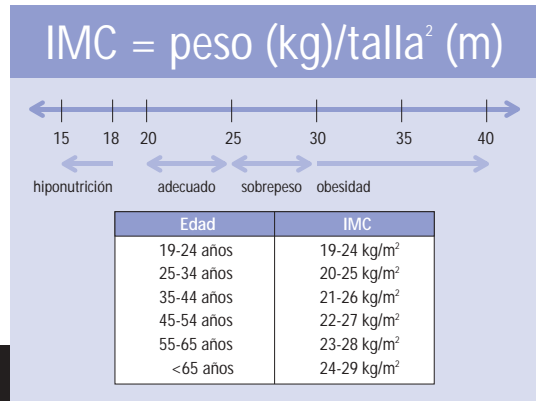 IMC = peso (kg)/talla² (m)
15 18 20 25 30 35 40
hiponutrición adecuado sobrepeso obesidad
Edad IMC
19-24 años 19-24 kg/m²
25-34 años 20-25 kg/m²
35-44 años 21-26 kg/m²
45-54 años 22-27 kg/m²
55-65 años 23-28 kg/m²
<65 años 24-29 kg/m²